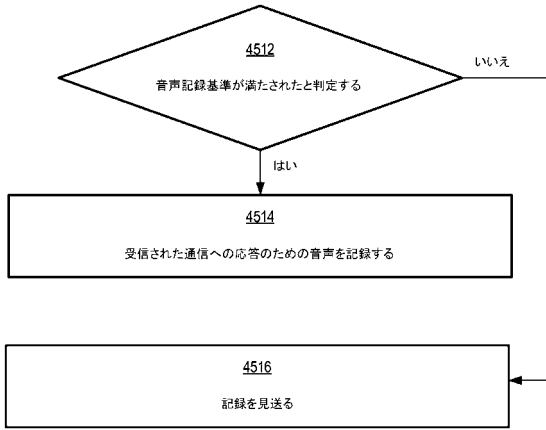 4512
音声記録基準が満たされたと判定する
いいえ
はい
4514
受信された通信への応答のための音声を記録する
4516
記録を見送る